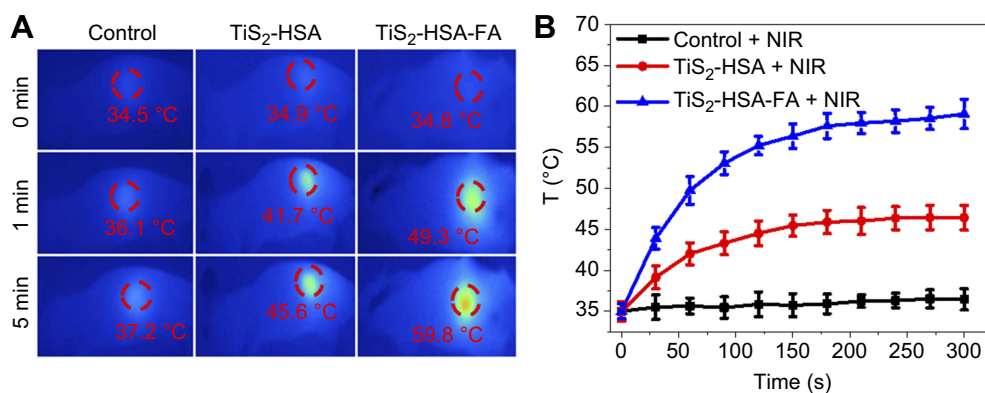 A
Control TiS₂-HSA TiS₂-HSA-FA
0 min
34.5 °C 34.9 °C 34.8 °C
1 min
36.1 °C 41.7 °C 49.3 °C
5 min
37.2 °C 45.6 °C 59.8 °C
B
Control + NIR
TiS₂-HSA + NIR
TiS₂-HSA-FA + NIR
T (°C)
70
65
60
55
50
45
40
35
0 50 100 150 200 250 300
Time (s)